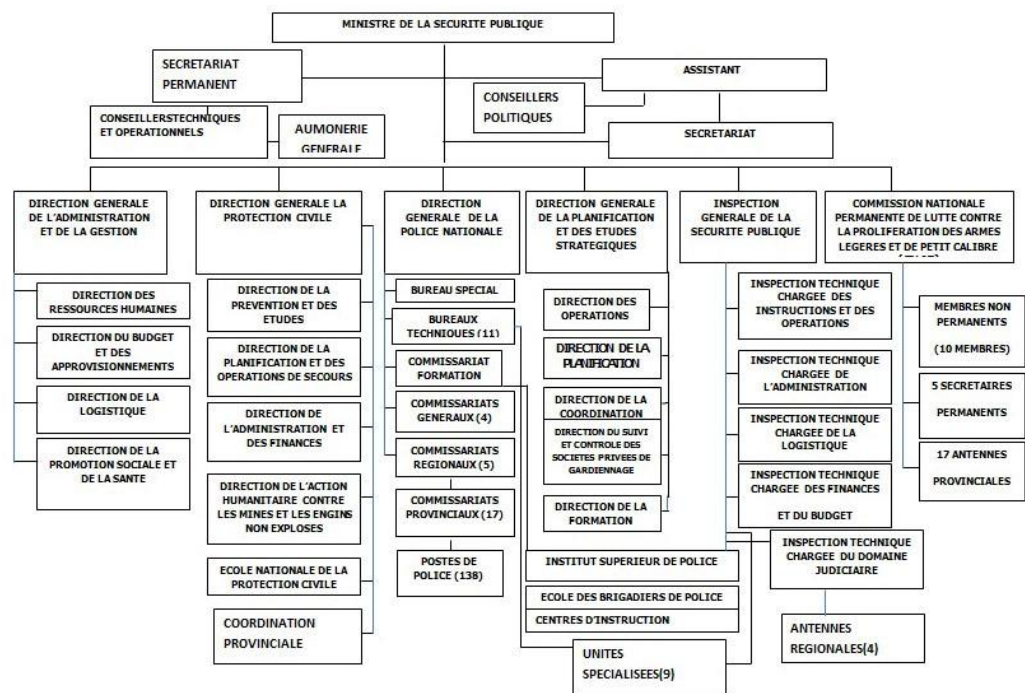 MINISTRE DE LA SECURITE PUBLIQUE
SECRETARIAT
PERMANENT
ASSISTANT
CONSEILLERS
POLITIQUES
CONSEILLERSTECHNIQUES
ET OPERATIONNELS
AUMONERIE
GENERALE
SECRETARIAT
DIRECTION GENERALE
DE L'ADMINISTRATION
ET DE LA GESTION
DIRECTION GENERALE LA
PROTECTION CIVILE
DIRECTION
GENERALE DE LA
POLICE NATIONALE
DIRECTION GENERALE
DE LA PLANIFICATION
ET DES ETUDES
STRATEGIQUES
INSPECTION
GENERALE DE LA
SECURITE PUBLIQUE
COMMISSION NATIONALE
PERMANENTE DE LUTTE CONTRE
LA PROLIFERATION DES ARMES
LEGERES ET DE PETIT CALIBRE
DIRECTION DES
RESSOURCES HUMAINES
DIRECTION DU BUDGET
ET DES
APPROVISIONNEMENTS
DIRECTION DE LA
LOGISTIQUE
DIRECTION DE LA
PROMOTION SOCIALE ET
DE LA SANTE
DIRECTION DE LA
PREVENTION ET DES
ETUDES
DIRECTION DE LA
PLANIFICATION ET DES
OPERATIONS DE SECOURS
DIRECTION DE
L'ADMINISTRATION ET
DES FINANCES
DIRECTION DE L'ACTION
HUMANITAIRE CONTRE
LES MINES ET LES ENGINS
NON EXPLOSES
ECOLE NATIONALE DE LA
PROTECTION CIVILE
COORDINATION
PROVINCIALE
BUREAU SPECIAL
BUREAUX
TECHNIQUES (11)
COMMISSARIAT
FORMATION
COMMISSARIATS
GENERAUX (4)
COMMISSARIATS
REGIONAUX (5)
COMMISSARIATS
PROVINCIAUX (17)
POSTES DE
POLICE (138)
DIRECTION DES
OPERATIONS
DIRECTION DE LA
PLANIFICATION
DIRECTION DE LA
COORDINATION
DIRECTION DU SUIVI
ET CONTROLE DES
SOCIETES PRIVEES DE
GARDIENNAGE
DIRECTION DE LA
FORMATION
INSTITUT SUPERIEUR DE POLICE
ECOLE DES BRIGADIERS DE POLICE
CENTRES D'INSTRUCTION
UNITES
SPECIALISEES(9)
INSPECTION TECHNIQUE
CHARGEE DES
INSTRUCTIONS ET DES
OPERATIONS
INSPECTION TECHNIQUE
CHARGEE DE
L'ADMINISTRATION
INSPECTION TECHNIQUE
CHARGEE DE LA
LOGISTIQUE
INSPECTION TECHNIQUE
CHARGEE DES FINANCES
ET DU BUDGET
INSPECTION TECHNIQUE
CHARGEE DU DOMAINE
JUDICIAIRE
ANTENNES
REGIONALES(4)
MEMBRES NON
PERMANENTS
(10 MEMBRES)
5 SECRETAIRES
PERMANENTS
17 ANTENNES
PROVINCIALES